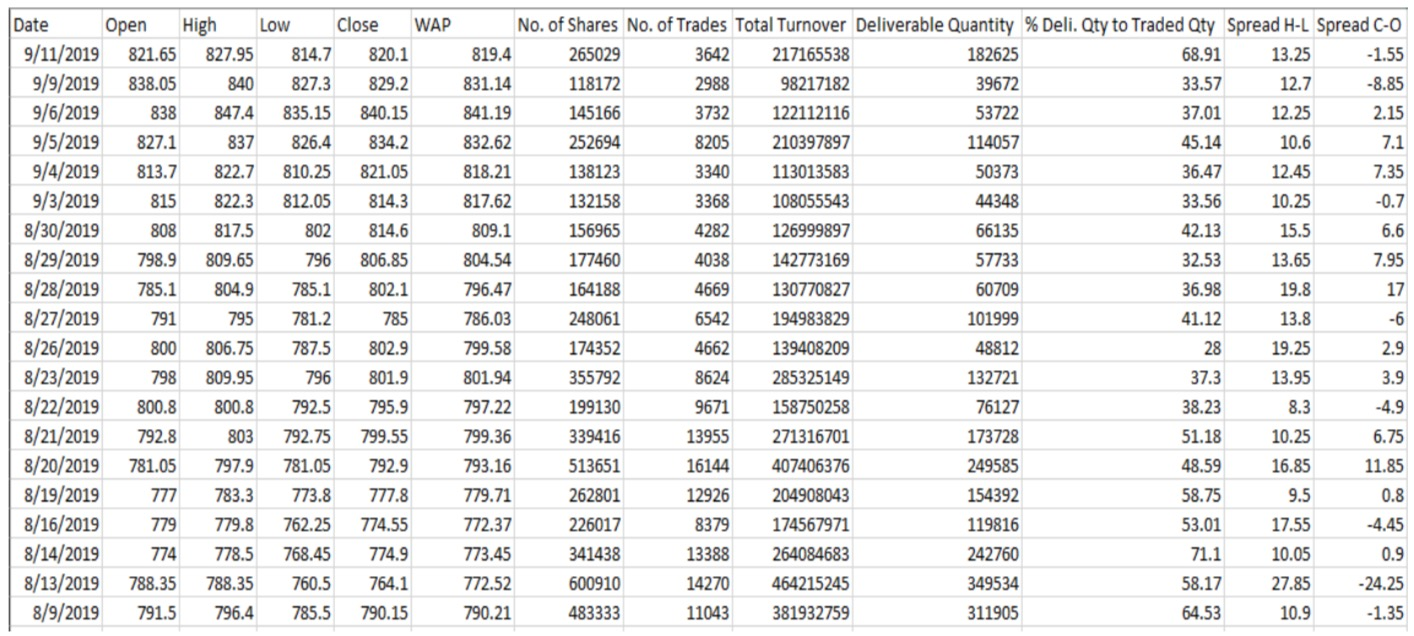 Date Open High Low Close WAP No. of Shares No. of Trades Total Turnover Deliverable Quantity % Deli. Qty to Traded Qty Spread H-L Spread C-O
9/11/2019 821.65 827.95 814.7 820.1 819.4 265029 3642 217165538 182625 68.91 13.25 -1.55
9/9/2019 838.05 840 827.3 829.2 831.14 118172 2988 98217182 39672 33.57 12.7 -8.85
9/6/2019 838 847.4 835.15 840.15 841.19 145166 3732 122112116 53722 37.01 12.25 2.15
9/5/2019 827.1 837 826.4 834.2 832.62 252694 8205 210397897 114057 45.14 10.6 7.1
9/4/2019 813.7 822.7 810.25 821.05 818.21 138123 3340 113013583 50373 36.47 12.45 7.35
9/3/2019 815 822.3 812.05 814.3 817.62 132158 3368 108055543 44348 33.56 10.25 -0.7
8/30/2019 808 817.5 802 814.6 809.1 156965 4282 126999897 66135 42.13 15.5 6.6
8/29/2019 798.9 809.65 796 806.85 804.54 177460 4038 142773169 57733 32.53 13.65 7.95
8/28/2019 785.1 804.9 785.1 802.1 796.47 164188 4669 130770827 60709 36.98 19.8 17
8/27/2019 791 795 781.2 785 786.03 248061 6542 194983829 101999 41.12 13.8 -6
8/26/2019 800 806.75 787.5 802.9 799.58 174352 4662 139408209 48812 28 19.25 2.9
8/23/2019 798 809.95 796 801.9 801.94 355792 8624 285325149 132721 37.3 13.95 3.9
8/22/2019 800.8 800.8 792.5 795.9 797.22 199130 9671 158750258 76127 38.23 8.3 -4.9
8/21/2019 792.8 803 792.75 799.55 799.36 339416 13955 271316701 173728 51.18 10.25 6.75
8/20/2019 781.05 797.9 781.05 792.9 793.16 513651 16144 407406376 249585 48.59 16.85 11.85
8/19/2019 777 783.3 773.8 777.8 779.71 262801 12926 204908043 154392 58.75 9.5 0.8
8/16/2019 779 779.8 762.25 774.55 772.37 226017 8379 174567971 119816 53.01 17.55 -4.45
8/14/2019 774 778.5 768.45 774.9 773.45 341438 13388 264084683 242760 71.1 10.05 0.9
8/13/2019 788.35 788.35 760.5 764.1 772.52 600910 14270 464215245 349534 58.17 27.85 -24.25
8/9/2019 791.5 796.4 785.5 790.15 790.21 483333 11043 381932759 311905 64.53 10.9 -1.35